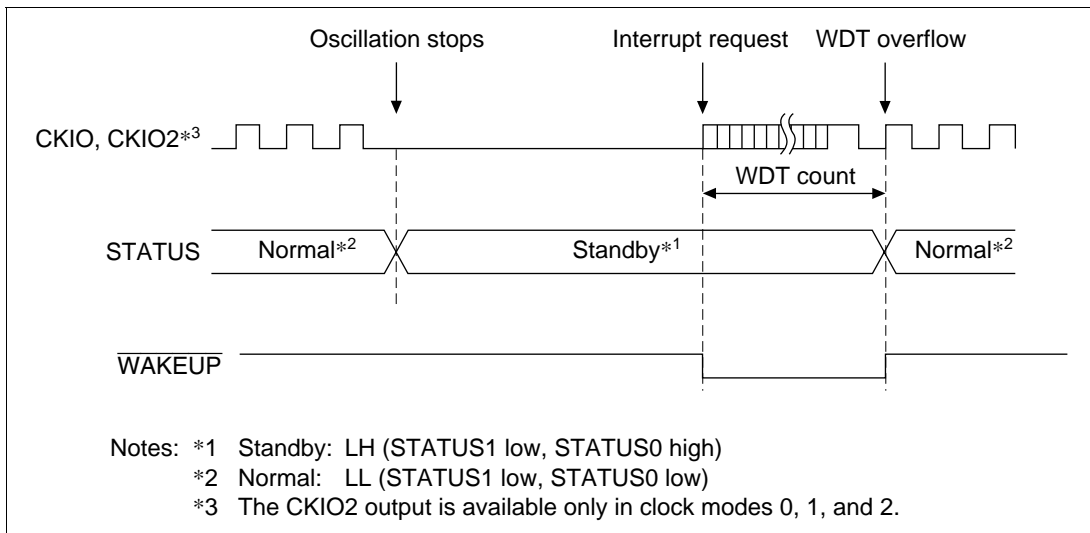 Oscillation stops Interrupt request WDT overflow
CKIO, CKIO2*3
WDT count
STATUS Normal*2 Standby*1 Normal*2
WAKEUP
Notes: *1 Standby: LH (STATUS1 low, STATUS0 high)
*2 Normal: LL (STATUS1 low, STATUS0 low)
*3 The CKIO2 output is available only in clock modes 0, 1, and 2.